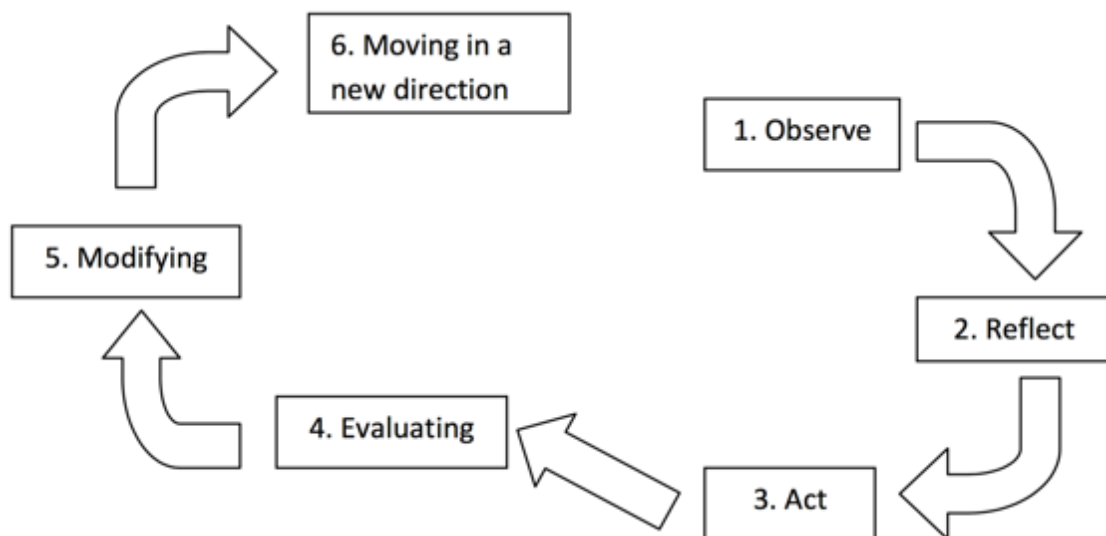 1. Observe
2. Reflect
3. Act
4. Evaluating
5. Modifying
6. Moving in a
new direction